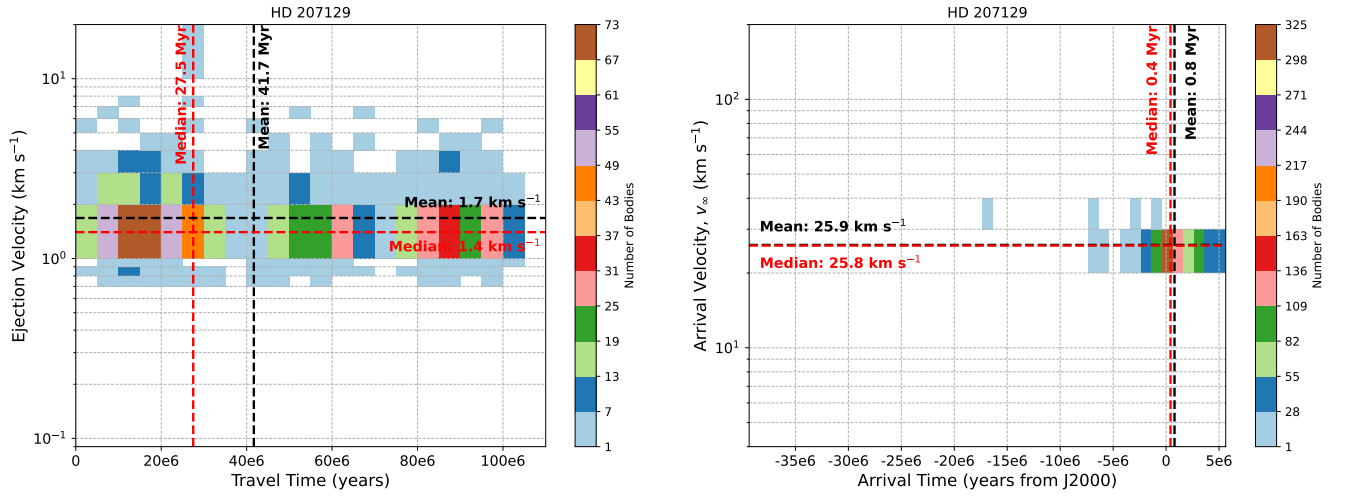 HD 207129
Ejection Velocity (km s⁻¹)
10¹
10⁰
10⁻¹
Median: 27.5 Myr
Mean: 41.7 Myr
Mean: 1.7 km s⁻¹
Median: 1.4 km s⁻¹
0
20e6
40e6
60e6
80e6
100e6
Travel Time (years)
73
67
61
55
49
43
37
31
25
19
13
7
1
Number of Bodies
HD 207129
Arrival Velocity, v∞ (km s⁻¹)
10²
10¹
Median: 0.4 Myr
Mean: 0.8 Myr
Mean: 25.9 km s⁻¹
Median: 25.8 km s⁻¹
-35e6
-30e6
-25e6
-20e6
-15e6
-10e6
-5e6
0
5e6
Arrival Time (years from J2000)
325
298
271
244
217
190
163
136
109
82
55
28
1
Number of Bodies